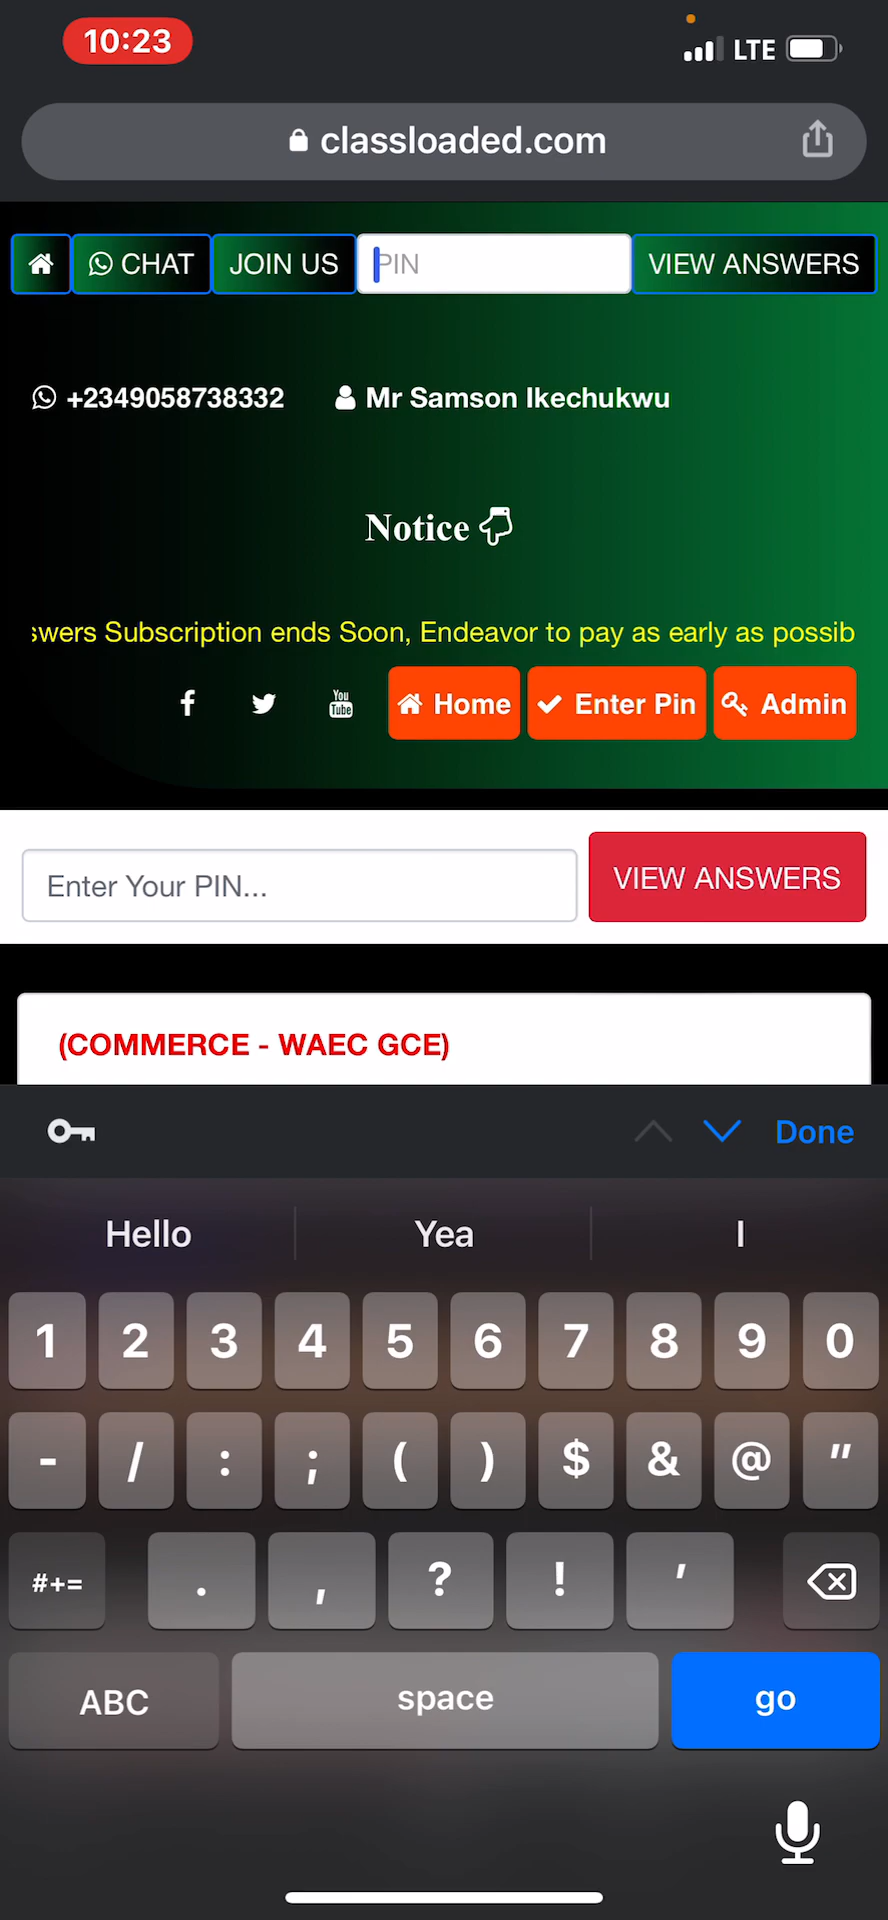 10:23
LTE
classloaded.com
CHAT
JOIN US
PIN
VIEW ANSWERS
+2349058738332
Mr Samson Ikechukwu
Notice
swers Subscription ends Soon, Endeavor to pay as early as possib
You
Tube
Home
Enter Pin
Admin
Enter Your PIN...
VIEW ANSWERS
(COMMERCE - WAEC GCE)
Done
Hello
Yea
I
1 2 3 4 5 6 7 8 9 0
- / : ; ( ) $ & @ "
#+= . , ? ! '
ABC
space
go